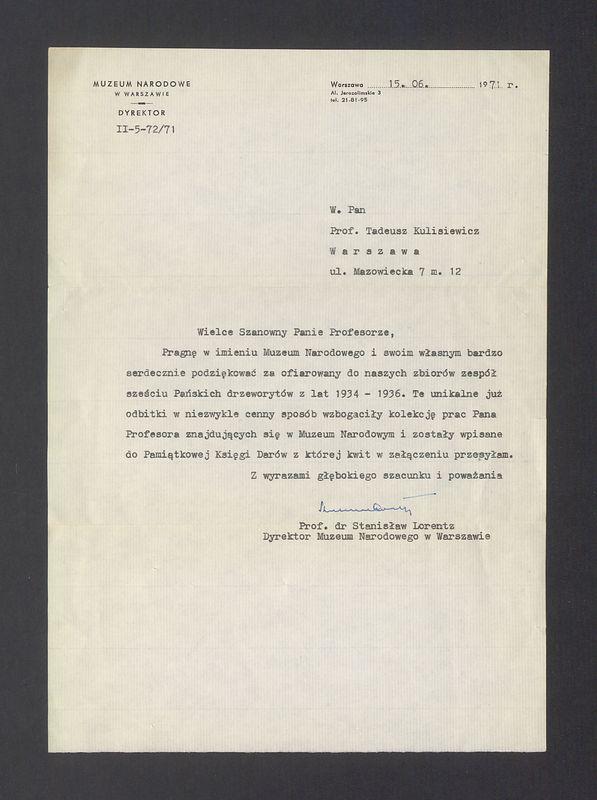 MUZEUM NARODOWE
W WARSZAWIE
DYREKTOR
II-5-72/71
Warszawa 15. 06. 1971 r.
Al. Jerozolimskie 3
tel. 21-81-95
W. Pan
Prof. Tadeusz Kulisiewicz
W a r s z a w a
ul. Mazowiecka 7 m. 12
Wielce Szanowny Panie Profesorze,
Pragnę w imieniu Muzeum Narodowego i swoim własnym bardzo
serdecznie podziękować za ofiarowany do naszych zbiorów zespół
sześciu Pańskich drzeworytów z lat 1934 - 1936. Te unikalne już
odbitki w niezwykle cenny sposób wzbogaciły kolekcję prac Pana
Profesora znajdujących się w Muzeum Narodowym i zostały wpisane
do Pamiątkowej Księgi Darów z której kwit w załączeniu przesyłam.
Z wyrazami głębokiego szacunku i poważania
Prof. dr Stanisław Lorentz
Dyrektor Muzeum Narodowego w Warszawie